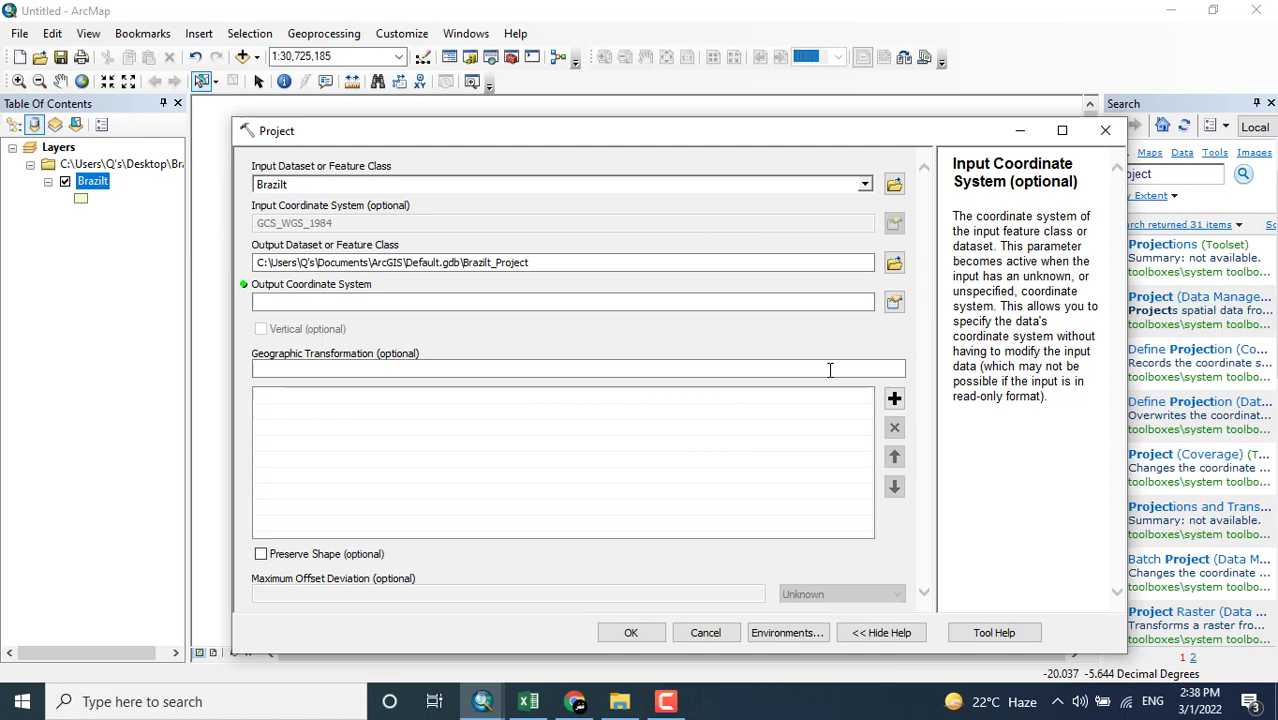 Untitled - ArcMap
File Edit View Bookmarks Insert Selection Geoprocessing Customize Windows Help
1:30,725,185
Table Of Contents
Layers
C:\Users\Q's\Desktop\Bra
Brazilt
Project
Input Dataset or Feature Class
Brazilt
Input Coordinate System (optional)
GCS_WGS_1984
Output Dataset or Feature Class
C:\Users\Q's\Documents\ArcGIS\Default.gdb\Brazilt_Project
Output Coordinate System
Vertical (optional)
Geographic Transformation (optional)
Preserve Shape (optional)
Maximum Offset Deviation (optional)
Unknown
OK Cancel Environments... << Hide Help Tool Help
Input Coordinate
System (optional)
The coordinate system of
the input feature class or
dataset. This parameter
becomes active when the
input has an unknown, or
unspecified, coordinate
system. This allows you to
specify the data's
coordinate system without
having to modify the input
data (which may not be
possible if the input is in
read-only format).
Search
Local
Maps Data Tools Images
oject
y Extent
rch returned 31 items
Projections (Toolset)
Summary: not available.
system toolbo...
Project (Data Manage...
Projects spatial data fro...
toolboxes\system toolbo...
Define Projection (Co...
Records the coordinate s...
toolboxes\system toolbo...
Define Projection (Dat...
Overwrites the coordinat...
toolboxes\system toolbo...
Project (Coverage) (T...
Changes the coordinate ...
toolboxes\system toolbo...
Projections and Trans...
Summary: not available.
toolboxes\system toolbo...
Batch Project (Data M...
Changes the coordinate ...
toolboxes\system toolbo...
Project Raster (Data ...
Transforms a raster fro...
toolboxes\system toolbo...
1 2
-20.037 -5.644 Decimal Degrees
Type here to search
22°C Haze
ENG
2:38 PM
3/1/2022
3